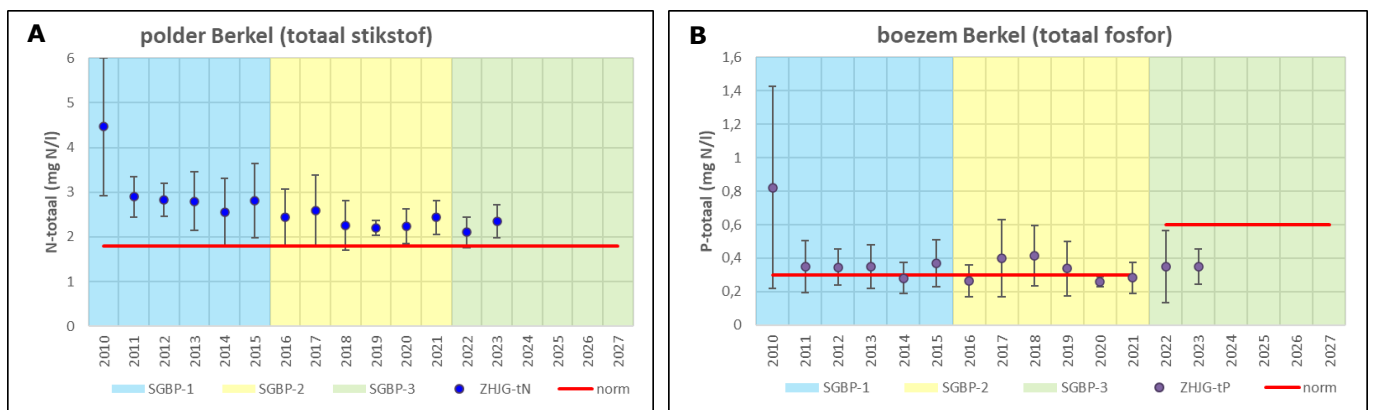 A
polder Berkel (totaal stikstof)
N-totaal (mg N/l)
6
5
4
3
2
1
0
2010 2011 2012 2013 2014 2015 2016 2017 2018 2019 2020 2021 2022 2023 2024 2025 2026 2027
SGBP-1 SGBP-2 SGBP-3 ZHJG-tN norm
B
boezem Berkel (totaal fosfor)
P-totaal (mg N/l)
1,6
1,4
1,2
1
0,8
0,6
0,4
0,2
0
2010 2011 2012 2013 2014 2015 2016 2017 2018 2019 2020 2021 2022 2023 2024 2025 2026 2027
SGBP-1 SGBP-2 SGBP-3 ZHJG-tP norm